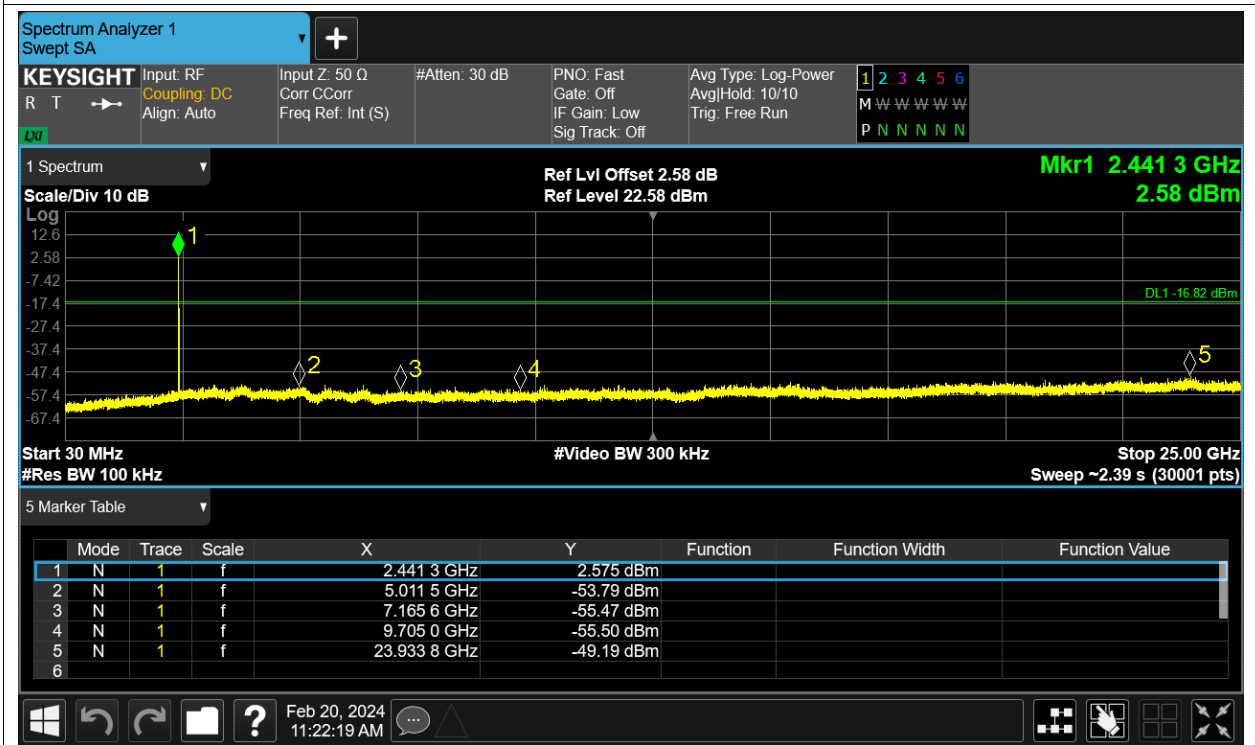 Spectrum Analyzer 1
Swept SA
KEYSIGHT Input: RF Input Z: 50 Ω #Atten: 30 dB PNO: Fast Avg Type: Log-Power 1 2 3 4 5 6
R T Coupling: DC Corr CCorr Gate: Off Avg|Hold: 10/10 M W W W W W
Align: Auto Freq Ref: Int (S) IF Gain: Low Trig: Free Run
LXI Sig Track: Off P N N N N N
1 Spectrum Ref Lvl Offset 2.58 dB Mkr1 2.441 3 GHz
Scale/Div 10 dB Ref Level 22.58 dBm 2.58 dBm
Log
12.6
1
2.58
-7.42
DL1 -16.82 dBm
-17.4
-27.4
-37.4
2 3 4 5
-47.4
-57.4
-67.4
Start 30 MHz #Video BW 300 kHz Stop 25.00 GHz
#Res BW 100 kHz Sweep ~2.39 s (30001 pts)
5 Marker Table
Mode Trace Scale X Y Function Function Width Function Value
1 N 1 f 2.441 3 GHz 2.575 dBm
2 N 1 f 5.011 5 GHz -53.79 dBm
3 N 1 f 7.165 6 GHz -55.47 dBm
4 N 1 f 9.705 0 GHz -55.50 dBm
5 N 1 f 23.933 8 GHz -49.19 dBm
6
? Feb 20, 2024
11:22:19 AM